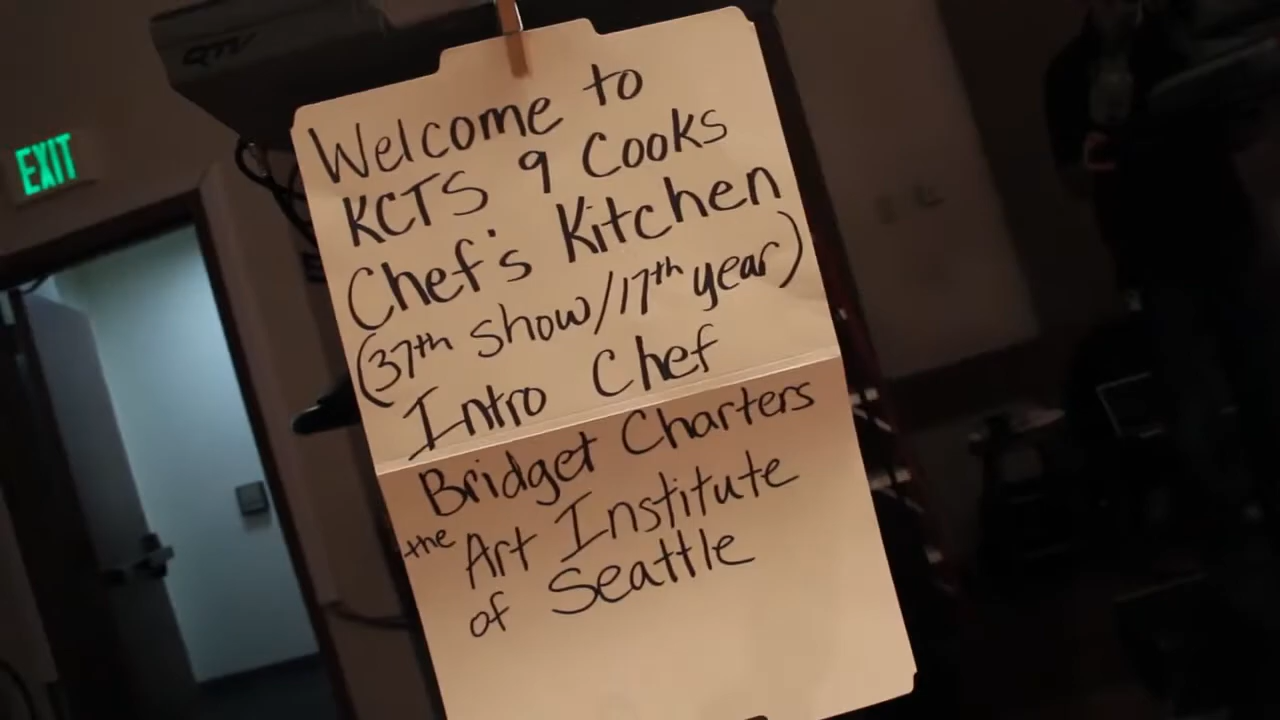 QTV
EXIT
Welcome to
KCTS 9 Cooks
Chef's Kitchen
(37th show/17th year)
Intro Chef
Bridget Charters
the Art Institute
of Seattle